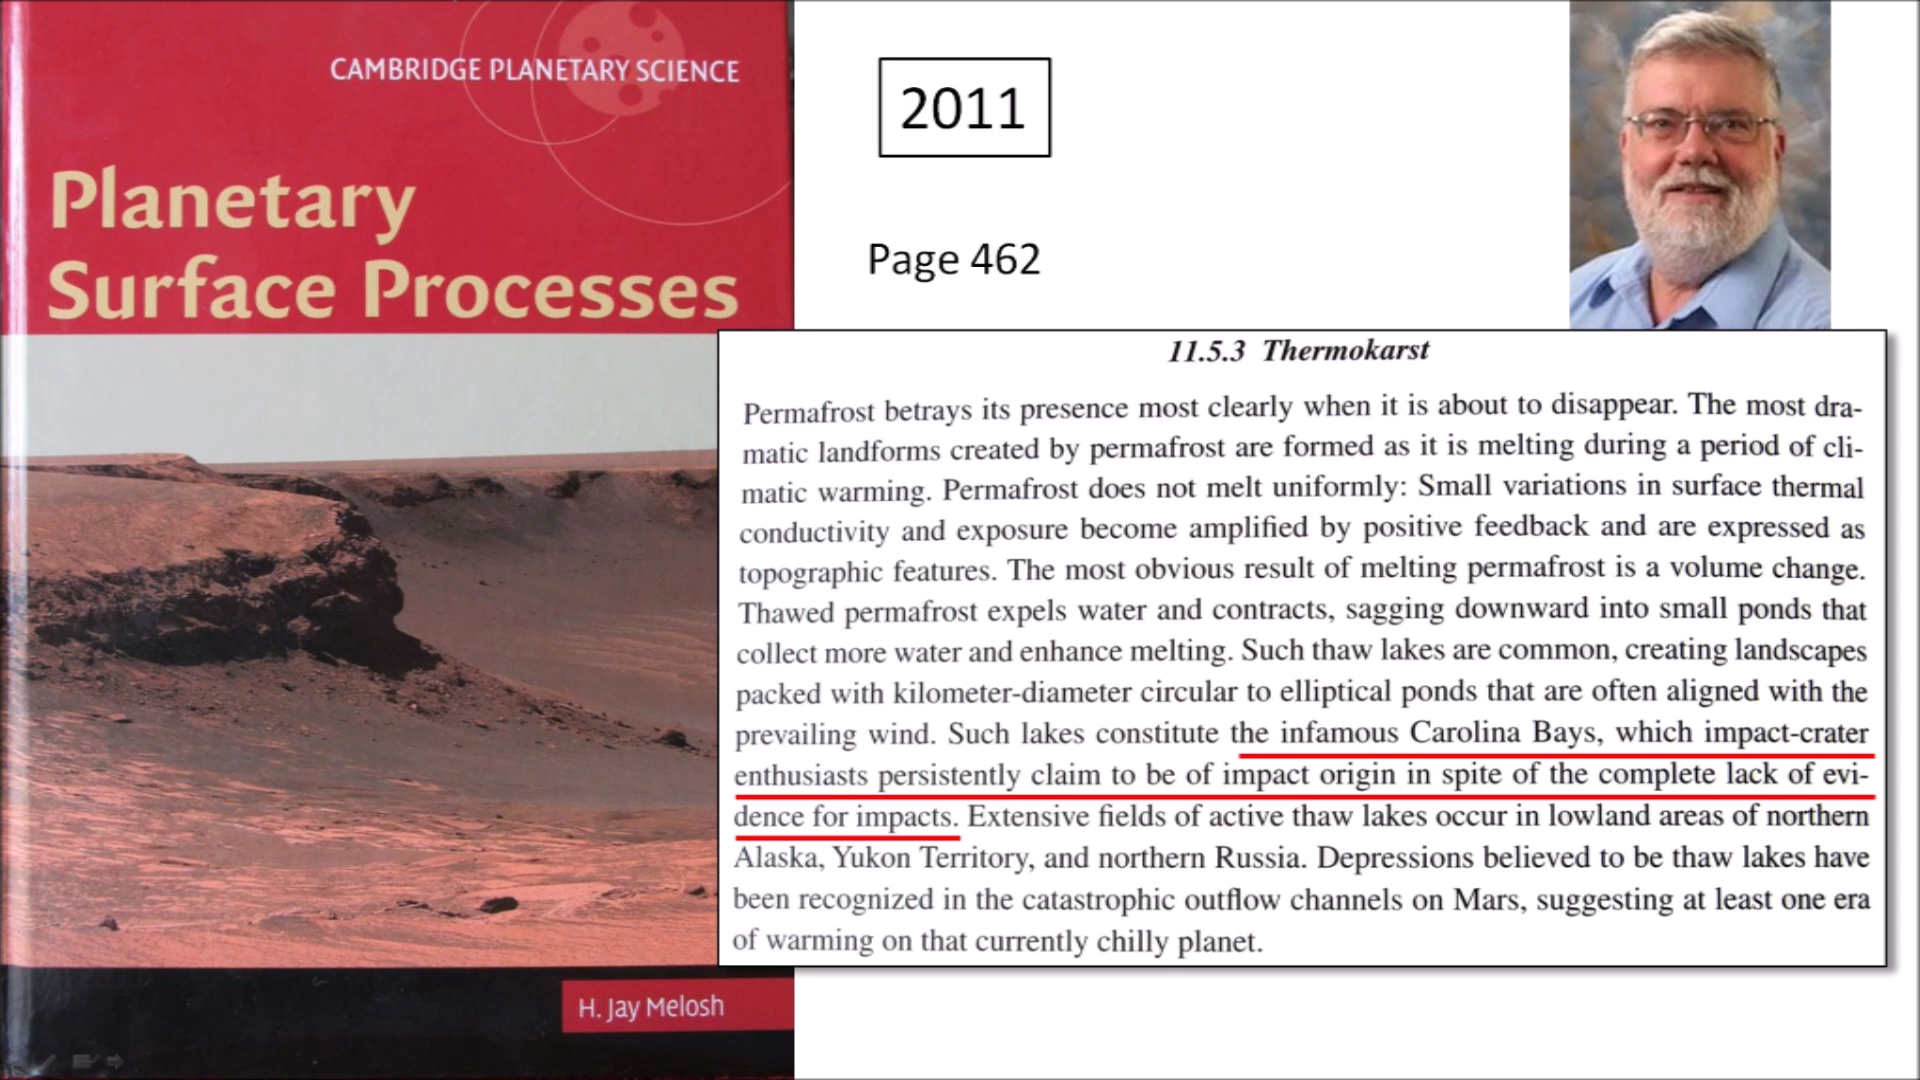 CAMBRIDGE PLANETARY SCIENCE
Planetary
Surface Processes
H. Jay Melosh
2011
Page 462
11.5.3 Thermokarst
Permafrost betrays its presence most clearly when it is about to disappear. The most dra-
matic landforms created by permafrost are formed as it is melting during a period of cli-
matic warming. Permafrost does not melt uniformly: Small variations in surface thermal
conductivity and exposure become amplified by positive feedback and are expressed as
topographic features. The most obvious result of melting permafrost is a volume change.
Thawed permafrost expels water and contracts, sagging downward into small ponds that
collect more water and enhance melting. Such thaw lakes are common, creating landscapes
packed with kilometer-diameter circular to elliptical ponds that are often aligned with the
prevailing wind. Such lakes constitute the infamous Carolina Bays, which impact-crater
enthusiasts persistently claim to be of impact origin in spite of the complete lack of evi-
dence for impacts. Extensive fields of active thaw lakes occur in lowland areas of northern
Alaska, Yukon Territory, and northern Russia. Depressions believed to be thaw lakes have
been recognized in the catastrophic outflow channels on Mars, suggesting at least one era
of warming on that currently chilly planet.